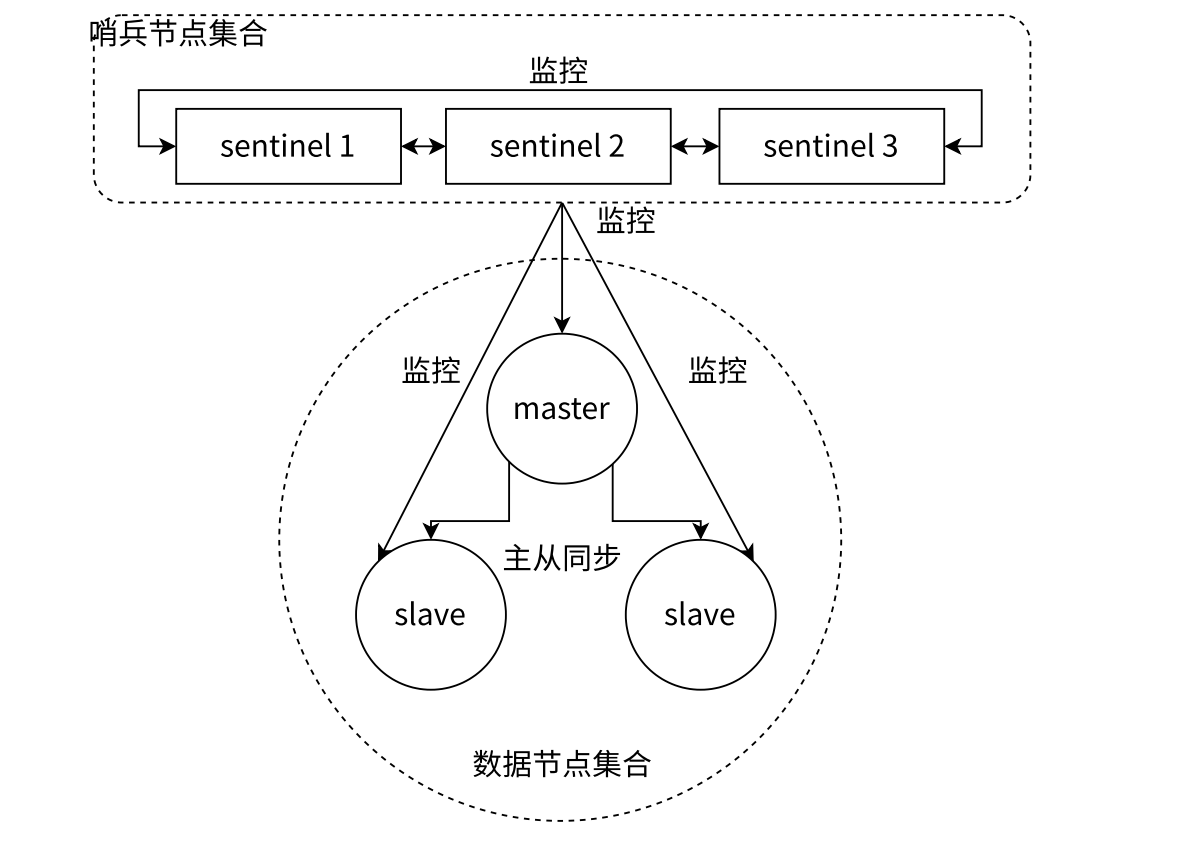 哨兵节点集合
监控
sentinel 1
sentinel 2
sentinel 3
监控
监控
监控
master
主从同步
slave
slave
数据节点集合